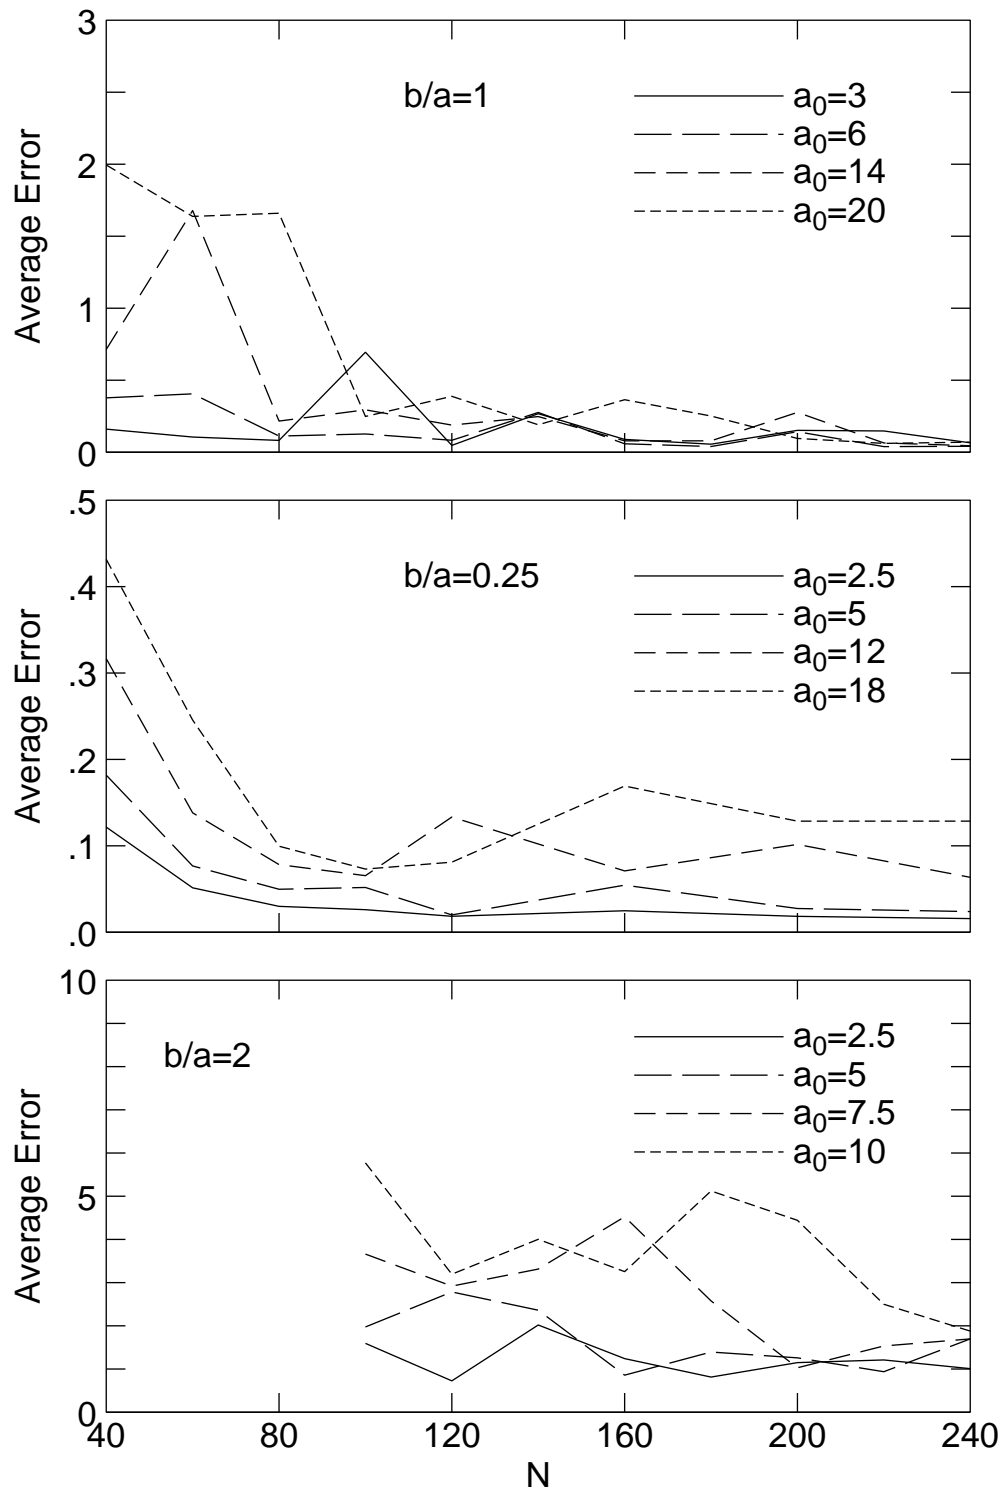 3
2
1
0
Average Error
b/a=1
a₀=3
a₀=6
a₀=14
a₀=20
.5
.4
.3
.2
.1
.0
Average Error
b/a=0.25
a₀=2.5
a₀=5
a₀=12
a₀=18
10
5
0
Average Error
b/a=2
a₀=2.5
a₀=5
a₀=7.5
a₀=10
40 80 120 160 200 240
N